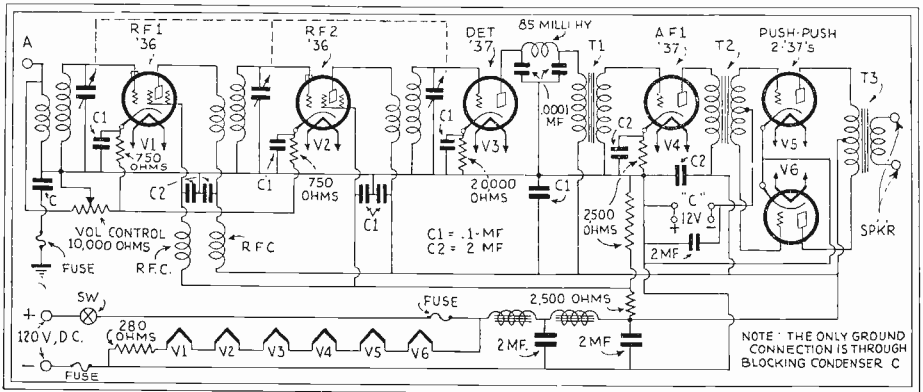 A
RF1
'36
RF2
'36
DET
'37
85 MILLI HY
T1
AF1
'37
T2
PUSH-PUSH
2-'37's
T3
C1
V1
750
OHMS
C1
V2
750
OHMS
C2
C1
C1
V3
.0001
MF
20,000
OHMS
C1
C2
V4
C2
V5
V6
"C"
+ 12V -
2500
OHMS
2MF
SPKR
C
VOL CONTROL
10,000 OHMS
FUSE
R.F.C.
R.F.C
C1 = .1-MF
C2 = 2 MF
+
SW
120 V, D.C.
-
FUSE
280
OHMS
V1
V2
V3
V4
V5
V6
FUSE
2,500 OHMS
2MF.
2MF
NOTE: THE ONLY GROUND
CONNECTION IS THROUGH
BLOCKING CONDENSER C